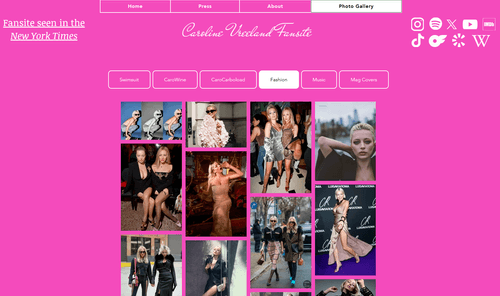 Home
Press
About
Photo Gallery
Fansite seen in the
New York Times
Caroline Vreeland Fansite
Swimsuit
CaroWine
CaroCarboload
Fashion
Music
Mag Covers